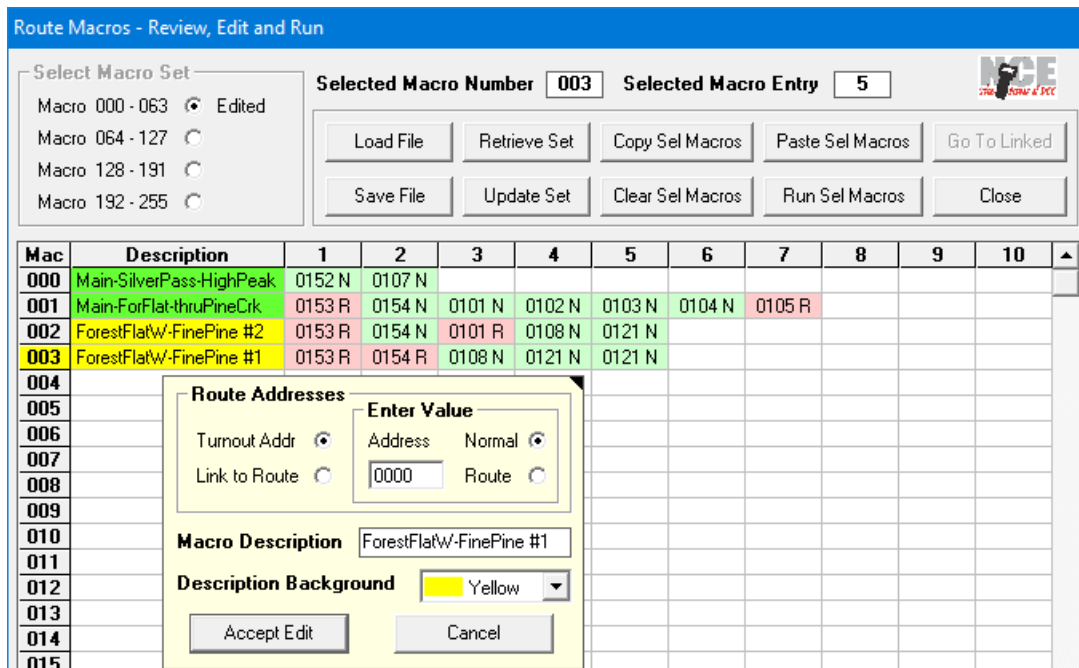 Route Macros - Review, Edit and Run
Select Macro Set
Macro 000 - 063 Edited
Macro 064 - 127
Macro 128 - 191
Macro 192 - 255
Selected Macro Number 003 Selected Macro Entry 5
NCE
Load File Retrieve Set Copy Sel Macros Paste Sel Macros Go To Linked
Save File Update Set Clear Sel Macros Run Sel Macros Close
Mac Description 1 2 3 4 5 6 7 8 9 10
000 Main-SilverPass-HighPeak 0152 N 0107 N
001 Main-ForFlat-thruPineCrk 0153 R 0154 N 0101 N 0102 N 0103 N 0104 N 0105 R
002 ForestFlatW-FinePine #2 0153 R 0154 N 0101 R 0108 N 0121 N
003 ForestFlatW-FinePine #1 0153 R 0154 R 0108 N 0121 N 0121 N
004
005
006
007
008
009
010
011
012
013
014
015
Route Addresses
Turnout Addr
Link to Route
Enter Value
Address Normal
0000 Route
Macro Description ForestFlatW-FinePine #1
Description Background Yellow
Accept Edit Cancel